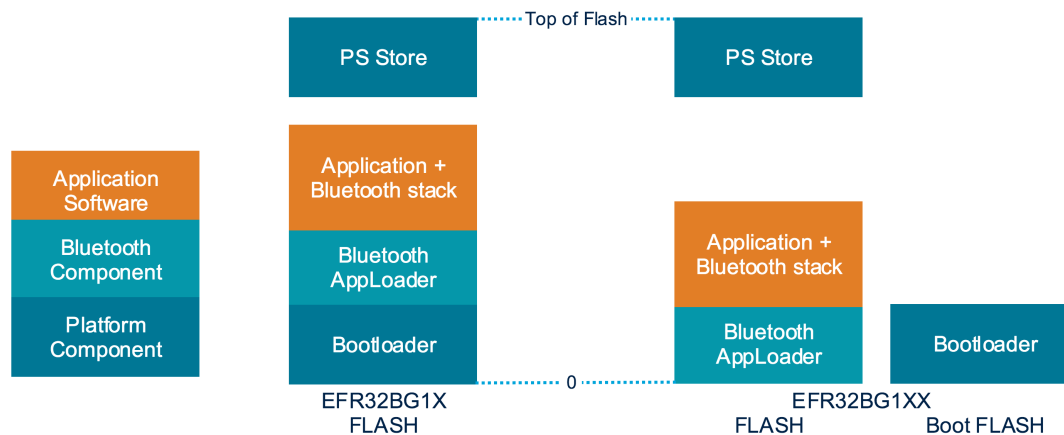 Top of Flash
PS Store
PS Store
Application
Software
Bluetooth
Component
Platform
Component
Application +
Bluetooth stack
Bluetooth
AppLoader
Bootloader
Application +
Bluetooth stack
Bluetooth
AppLoader
Bootloader
0
EFR32BG1X
FLASH
EFR32BG1XX
FLASH
Boot FLASH